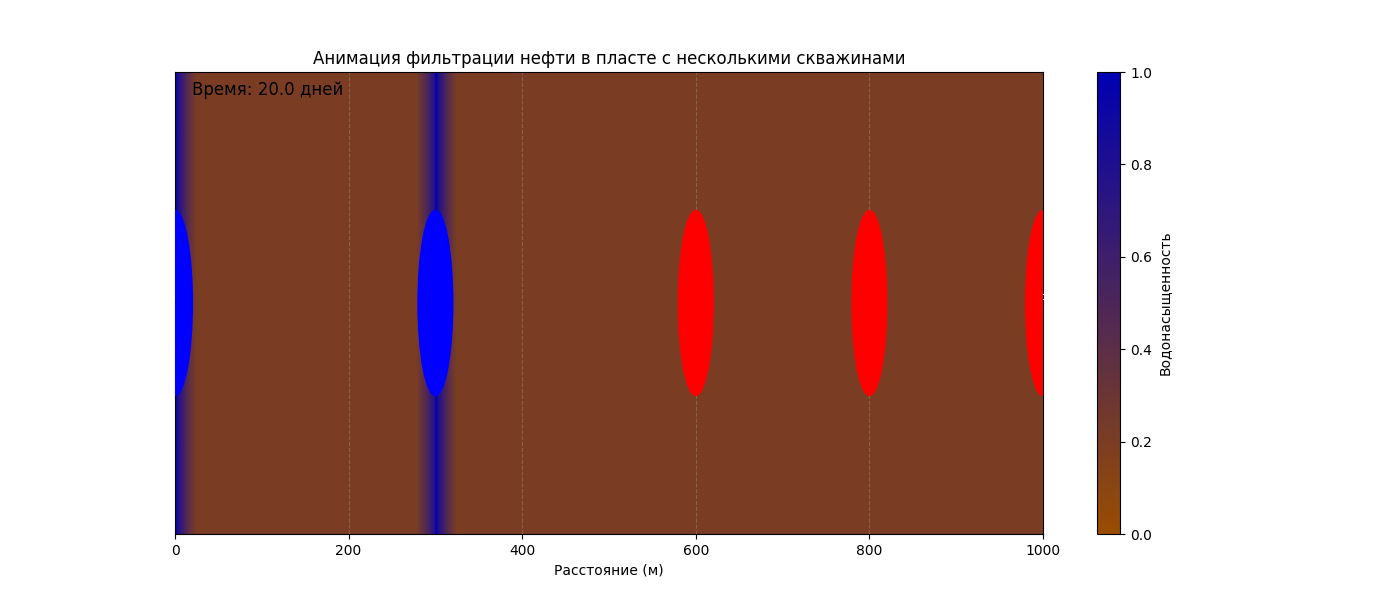 Анимация фильтрации нефти в пласте с несколькими скважинами
Время: 20.0 дней
0 200 400 600 800 1000
Расстояние (м)
1.0
0.8
0.6
0.4
0.2
0.0
Водонасыщенность